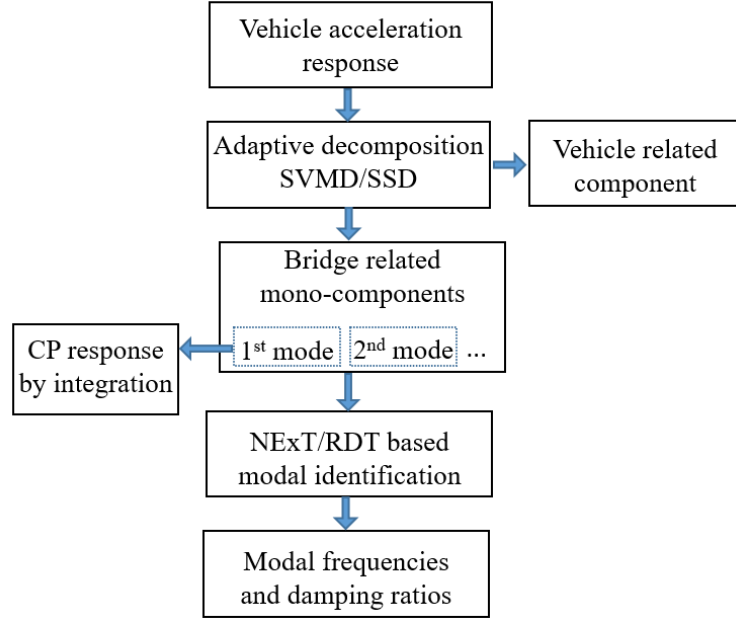 Vehicle acceleration
response
Adaptive decomposition
SVMD/SSD
Vehicle related
component
Bridge related
mono-components
1st mode 2nd mode ...
CP response
by integration
NExT/RDT based
modal identification
Modal frequencies
and damping ratios